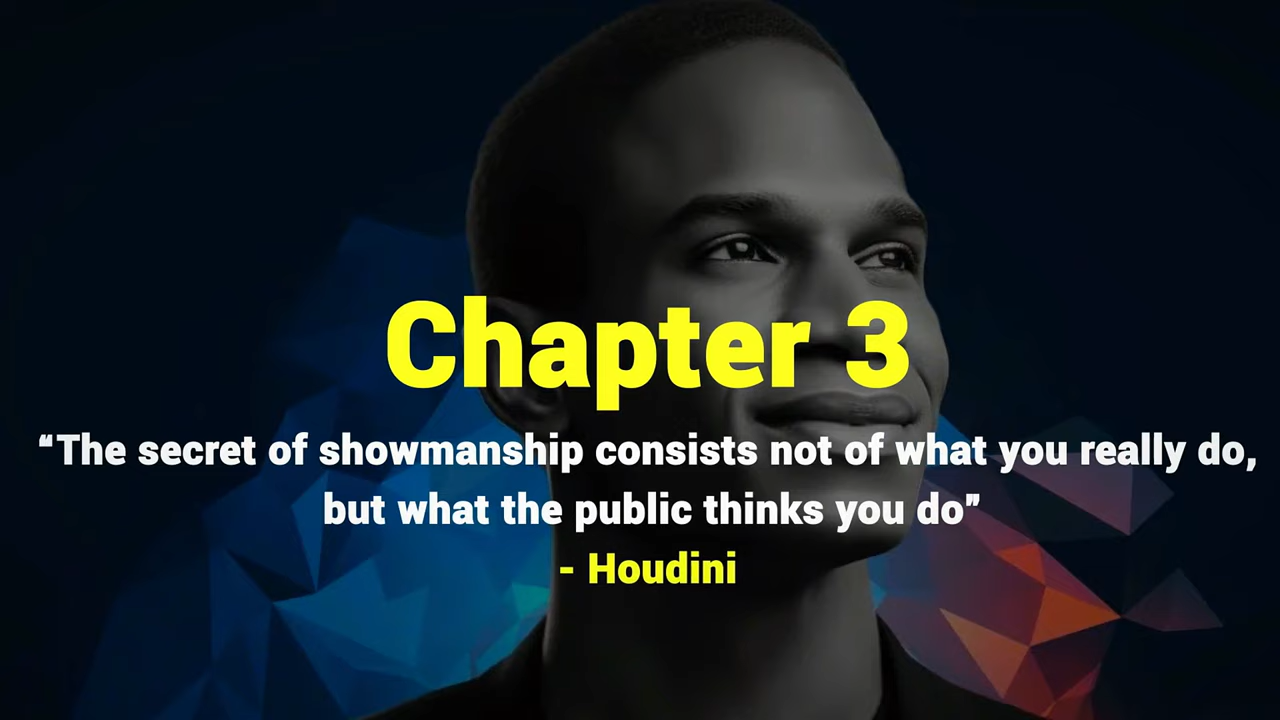 Chapter 3
“The secret of showmanship consists not of what you really do,
but what the public thinks you do”
- Houdini